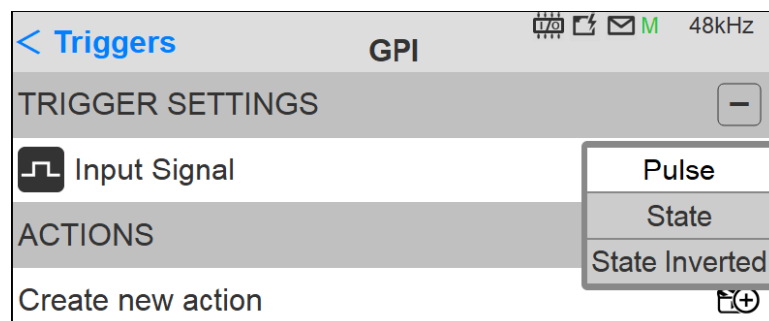 < Triggers
GPI
I/O
M
48kHz
TRIGGER SETTINGS
Input Signal
Pulse
State
State Inverted
ACTIONS
Create new action